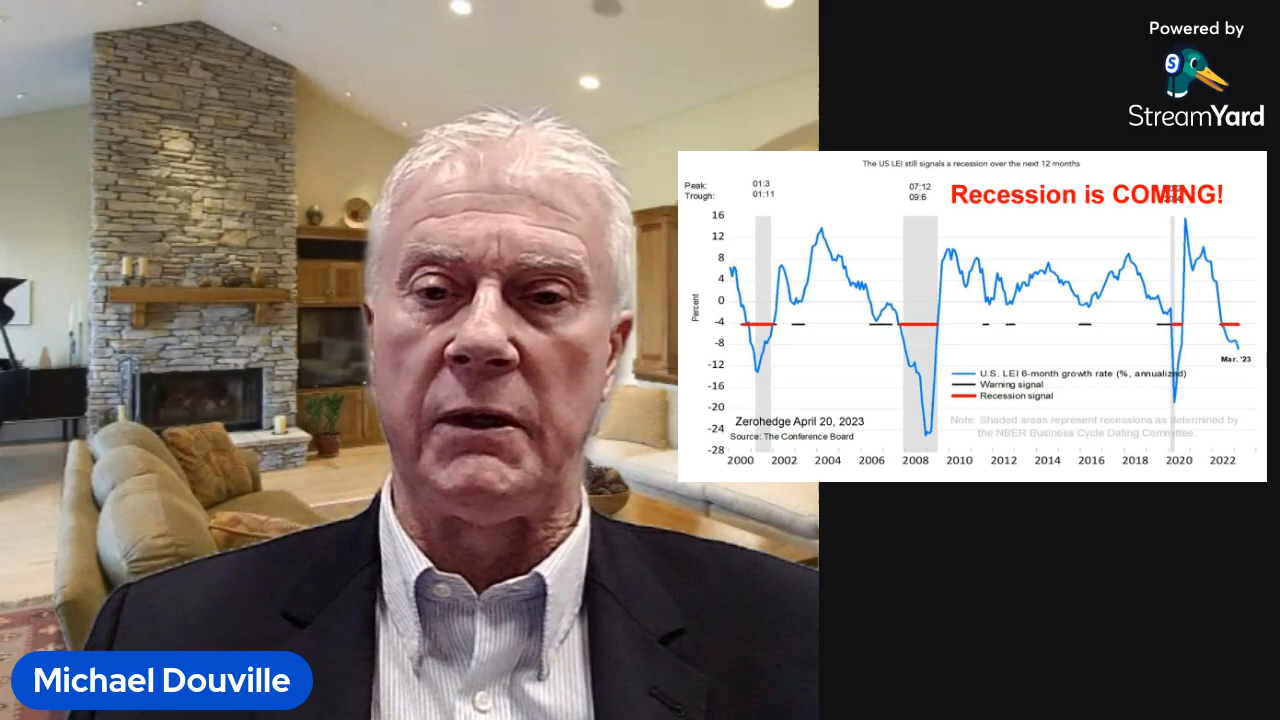 Powered by
StreamYard
The US LEI still signals a recession over the next 12 months
Peak:
Trough:
01:3
01:11
07:12
09:6
Recession is COMING!
16
12
8
4
0
-4
-8
-12
-16
-20
-24
-28
Percent
Mar. '23
U.S. LEI 6-month growth rate (%, annualized)
Warning signal
Recession signal
Zerohedge April 20, 2023
Source: The Conference Board
Note: Shaded areas represent recessions as determined by
the NBER Business Cycle Dating Committee.
2000 2002 2004 2006 2008 2010 2012 2014 2016 2018 2020 2022
Michael Douville